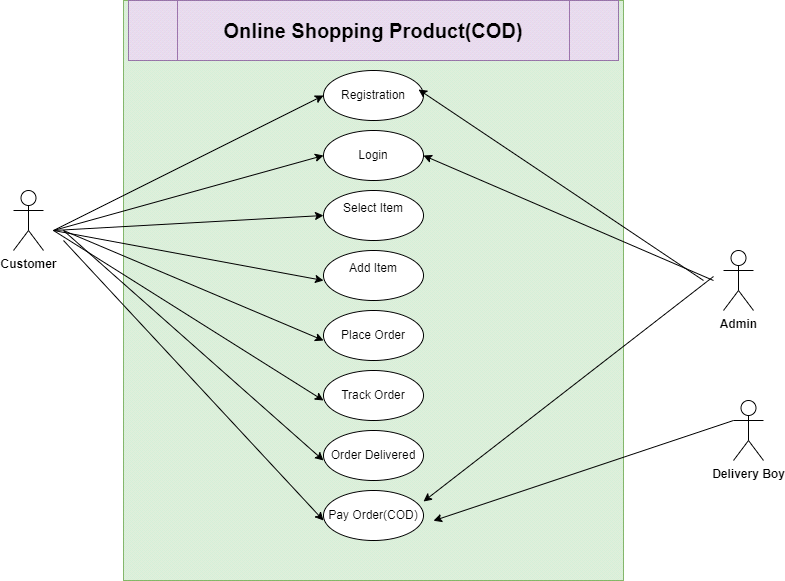 Online Shopping Product(COD)
Registration
Login
Select Item
Add Item
Place Order
Track Order
Order Delivered
Pay Order(COD)
Customer
Admin
Delivery Boy